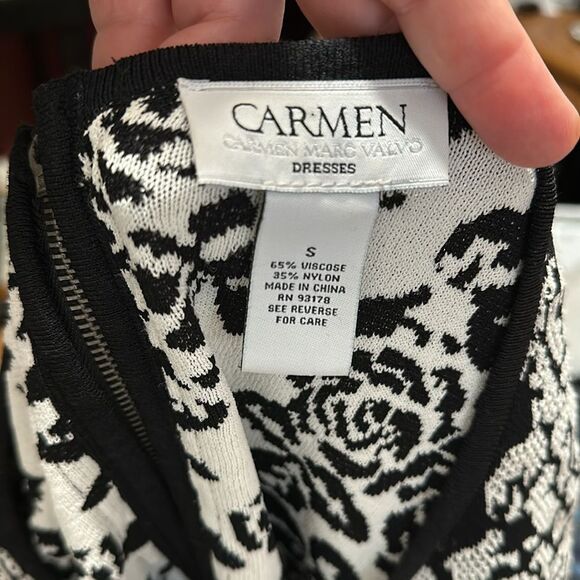 CARMEN
CARMEN MARC VALVO
DRESSES
S
65% VISCOSE
35% NYLON
MADE IN CHINA
RN 93178
SEE REVERSE
FOR CARE